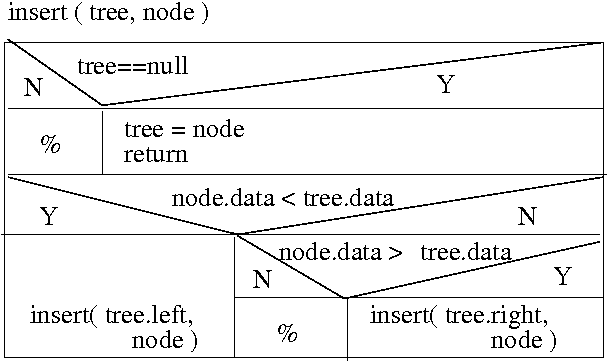 insert ( tree, node )
tree==null
N
Y
%
tree = node
return
node.data < tree.data
Y
N
node.data > tree.data
N
Y
insert( tree.left,
node )
%
insert( tree.right,
node )